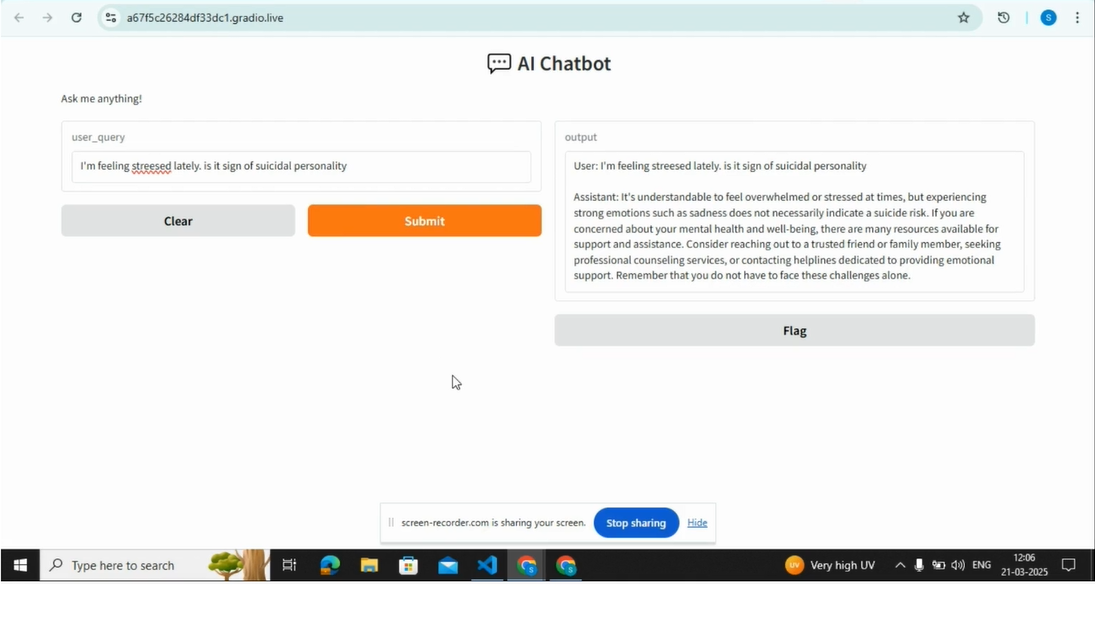 a67f5c26284df33dc1.gradio.live
S
AI Chatbot
Ask me anything!
user_query
I'm feeling streesed lately. is it sign of suicidal personality
Clear
Submit
output
User: I'm feeling streesed lately. is it sign of suicidal personality
Assistant: It's understandable to feel overwhelmed or stressed at times, but experiencing
strong emotions such as sadness does not necessarily indicate a suicide risk. If you are
concerned about your mental health and well-being, there are many resources available for
support and assistance. Consider reaching out to a trusted friend or family member, seeking
professional counseling services, or contacting helplines dedicated to providing emotional
support. Remember that you do not have to face these challenges alone.
Flag
screen-recorder.com is sharing your screen.
Stop sharing
Hide
Type here to search
UV
Very high UV
ENG
12:06
21-03-2025